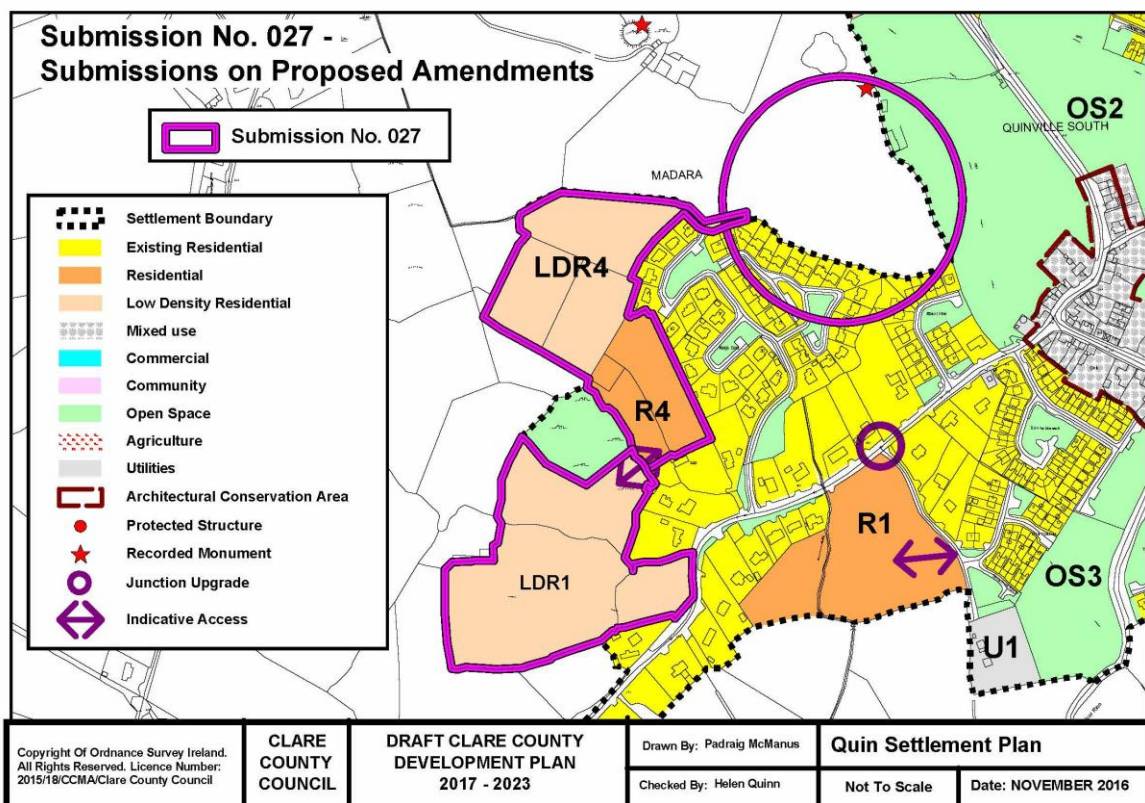 Submission No. 027 -
Submissions on Proposed Amendments
Submission No. 027
Settlement Boundary
Existing Residential
Residential
Low Density Residential
Mixed use
Commercial
Community
Open Space
Agriculture
Utilities
Architectural Conservation Area
Protected Structure
Recorded Monument
Junction Upgrade
Indicative Access
OS2
QUINVILLE SOUTH
MADARA
LDR4
R4
LDR1
R1
OS3
U1
Copyright Of Ordnance Survey Ireland.
All Rights Reserved. Licence Number:
2015/18/CCMA/Clare County Council
CLARE
COUNTY
COUNCIL
DRAFT CLARE COUNTY
DEVELOPMENT PLAN
2017 - 2023
Drawn By: Padraig McManus
Checked By: Helen Quinn
Quin Settlement Plan
Not To Scale
Date: NOVEMBER 2016